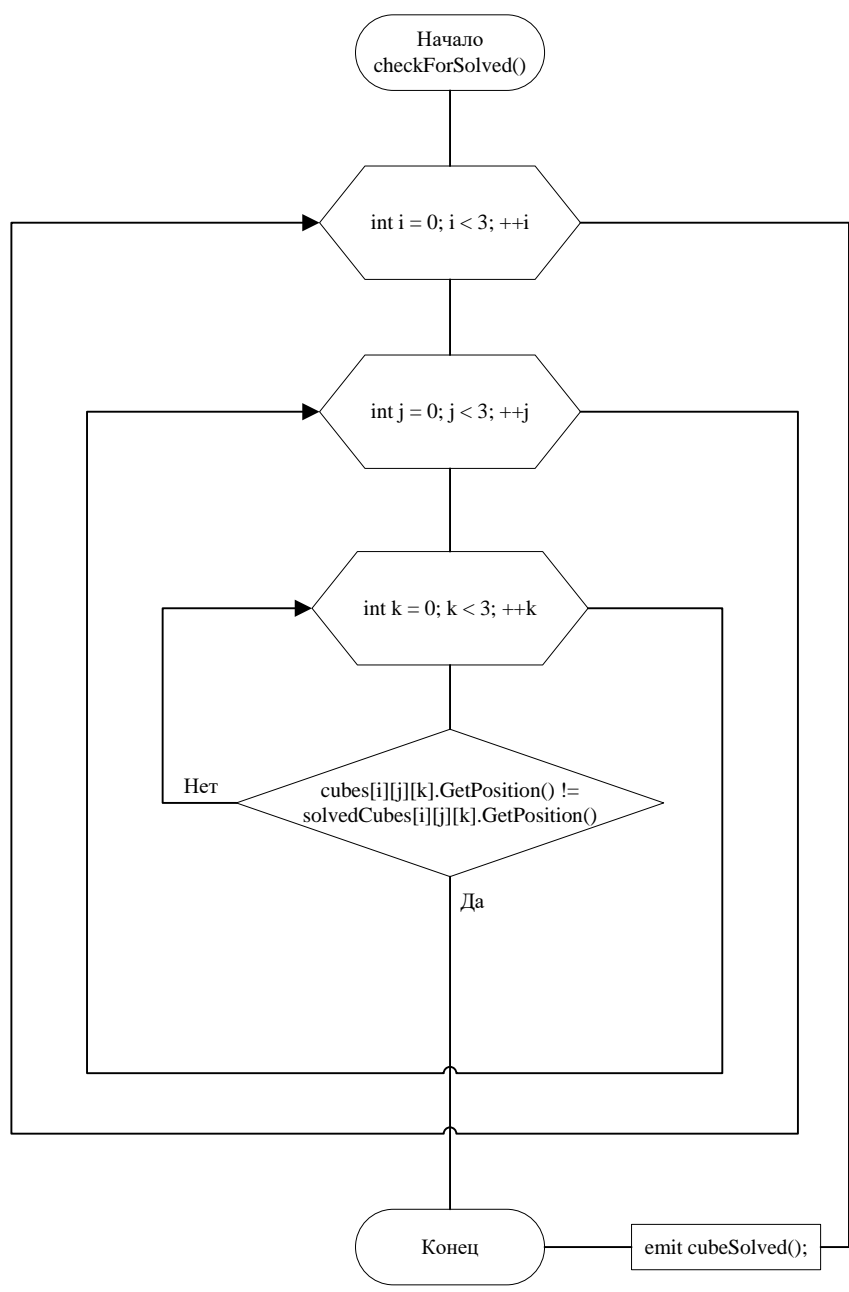 Начало
checkForSolved()
int i = 0; i < 3; ++i
int j = 0; j < 3; ++j
int k = 0; k < 3; ++k
Нет
cubes[i][j][k].GetPosition() !=
solvedCubes[i][j][k].GetPosition()
Да
Конец
emit cubeSolved();